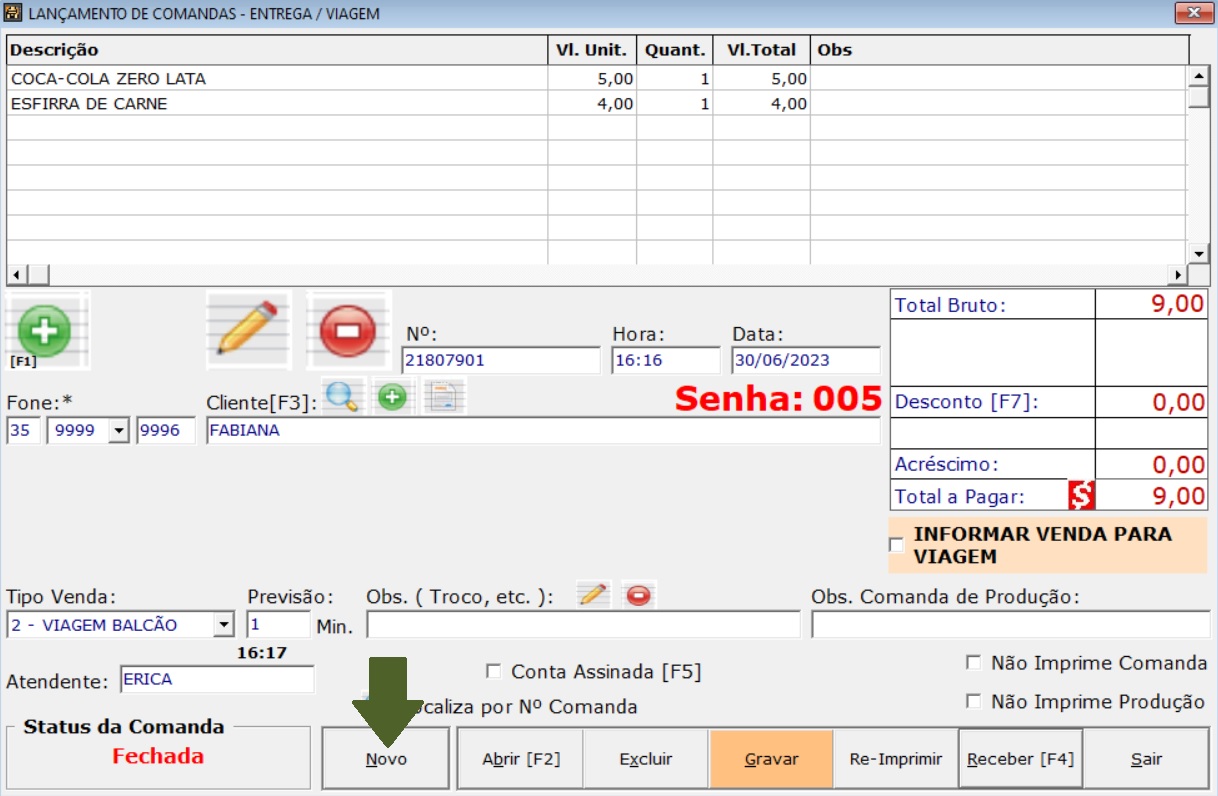 LANÇAMENTO DE COMANDAS - ENTREGA / VIAGEM
Descrição Vl. Unit. Quant. Vl.Total Obs
COCA-COLA ZERO LATA 5,00 1 5,00
ESFIRRA DE CARNE 4,00 1 4,00
[F1]
Nº: Hora: Data:
21807901 16:16 30/06/2023
Total Bruto: 9,00
Fone:* Cliente[F3]: Senha: 005
35 9999 9996 FABIANA
Desconto [F7]: 0,00
Acréscimo: 0,00
Total a Pagar: $ 9,00
INFORMAR VENDA PARA
VIAGEM
Tipo Venda: Previsão: Obs. ( Troco, etc. ): Obs. Comanda de Produção:
2 - VIAGEM BALCÃO 1 Min.
16:17
Atendente: ERICA
Conta Assinada [F5]
Não Imprime Comanda
caliza por Nº Comanda
Não Imprime Produção
Status da Comanda
Fechada
Novo Abrir [F2] Excluir Gravar Re-Imprimir Receber [F4] Sair